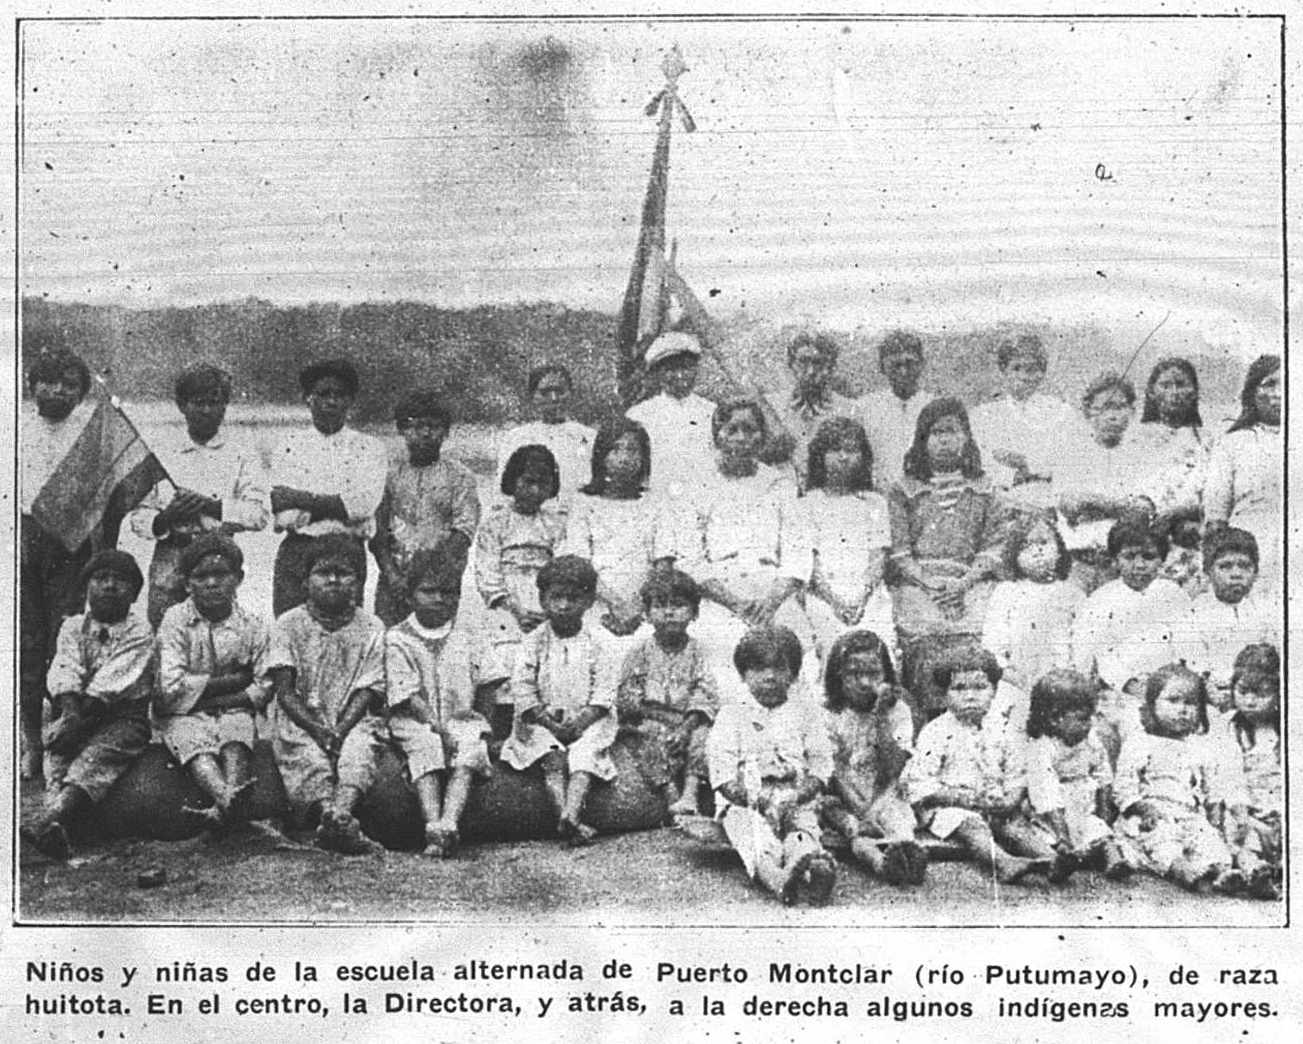 Niños y niñas de la escuela alternada de Puerto Montclar (río Putumayo), de raza
huitota. En el centro, la Directora, y atrás, a la derecha algunos indígenas mayores.